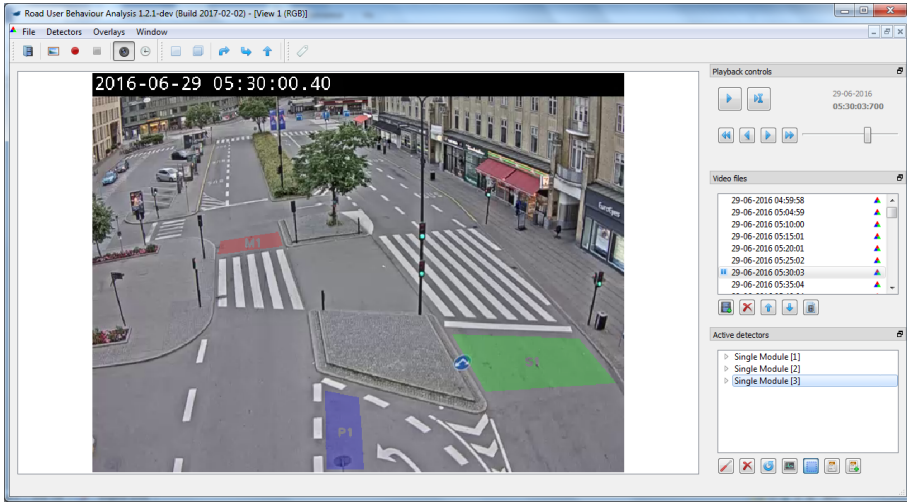 Road User Behaviour Analysis 1.2.1-dev (Build 2017-02-02) - [View 1 (RGB)]
File Detectors Overlays Window
2016-06-29 05:30:00.40
M1
P1
Playback controls
29-06-2016
05:30:03:700
Video files
29-06-2016 04:59:58
29-06-2016 05:04:59
29-06-2016 05:10:00
29-06-2016 05:15:01
29-06-2016 05:20:01
29-06-2016 05:25:02
29-06-2016 05:30:03
29-06-2016 05:35:04
Active detectors
Single Module [1]
Single Module [2]
Single Module [3]